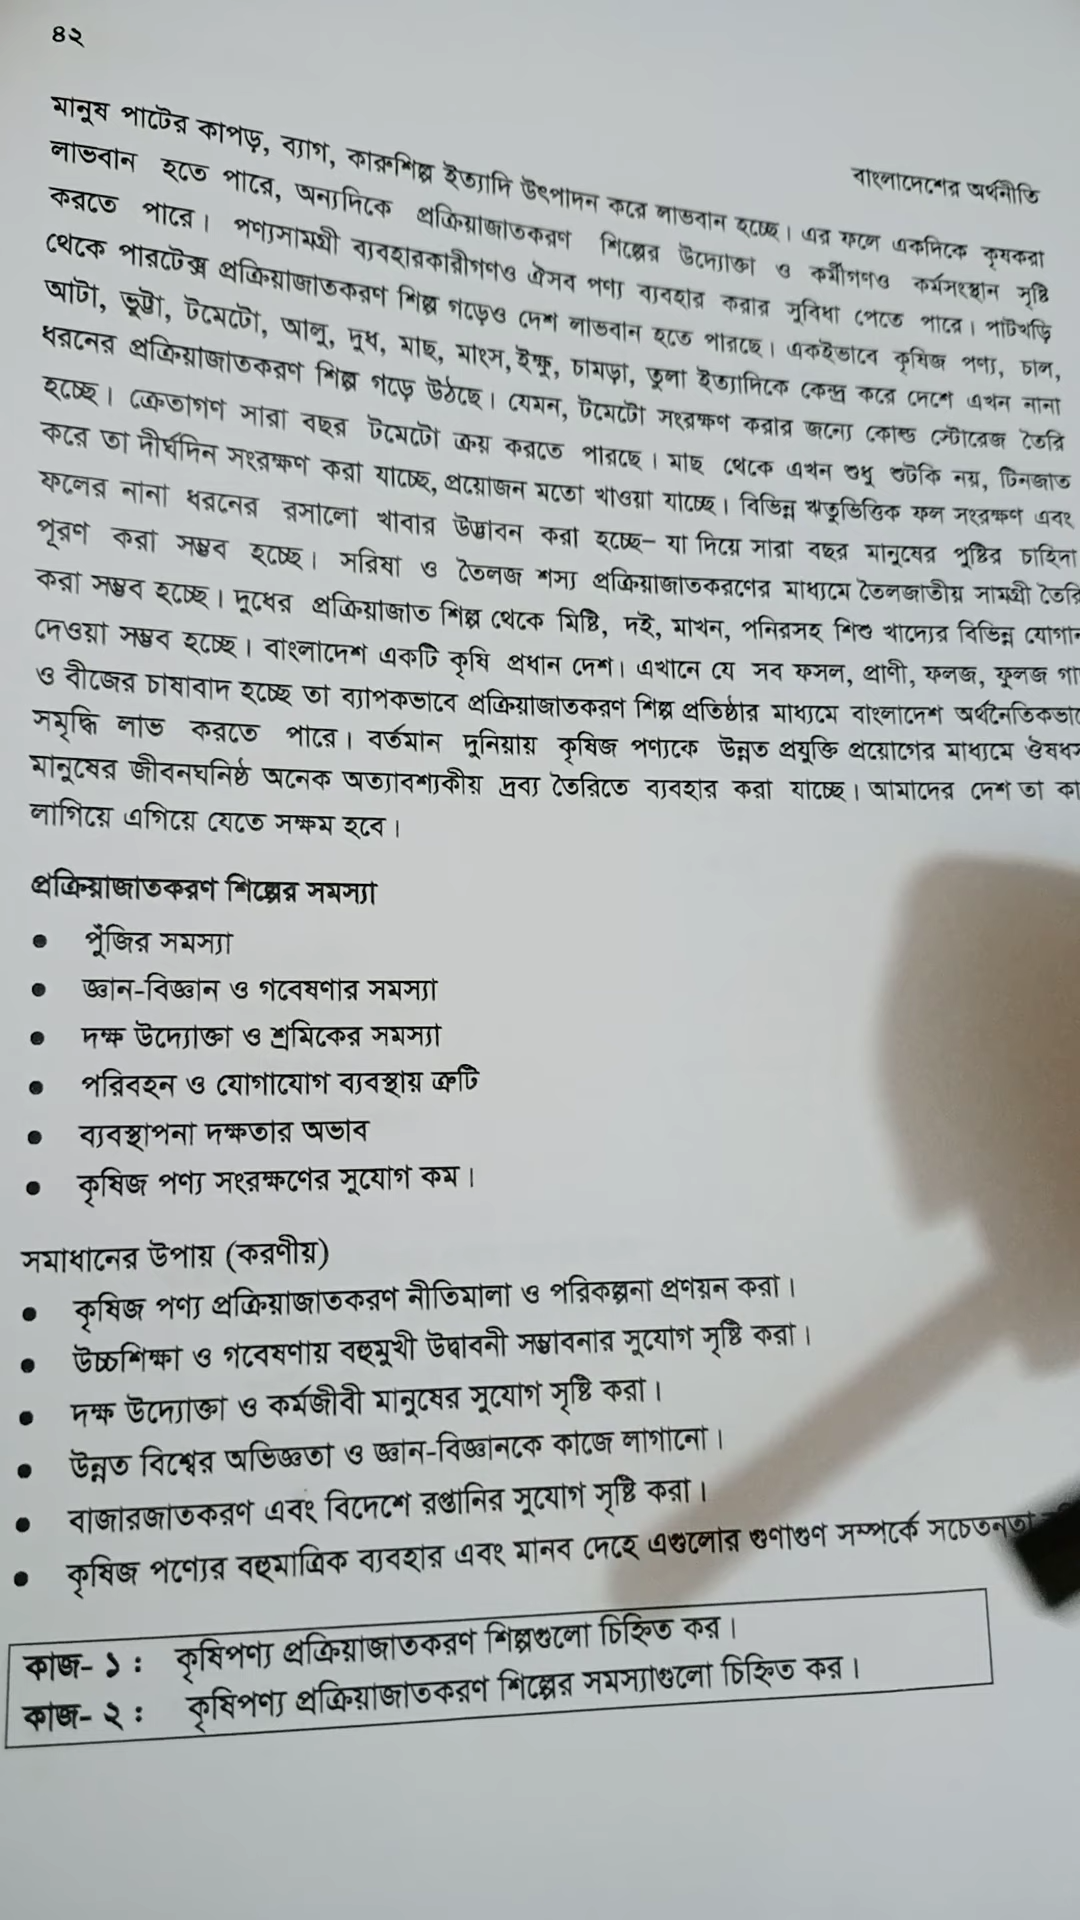 ৪২
বাংলাদেশের অর্থনীতি
মানুষ পাটের কাপড়, ব্যাগ, কারুশিল্প ইত্যাদি উৎপাদন করে লাভবান হচ্ছে। এর ফলে একদিকে কৃষকরা
লাভবান হতে পারে, অন্যদিকে প্রক্রিয়াজাতকরণ শিল্পের উদ্যোক্তা ও কর্মীগণও কর্মসংস্থান সৃষ্টি
করতে পারে। পণ্যসামগ্রী ব্যবহারকারীগণও ঐসব পণ্য ব্যবহার করার সুবিধা পেতে পারে। পাটখড়ি
থেকে পারটেক্স প্রক্রিয়াজাতকরণ শিল্প গড়েও দেশ লাভবান হতে পারছে। একইভাবে কৃষিজ পণ্য, চাল,
আটা, ভুট্টা, টমেটো, আলু, দুধ, মাছ, মাংস, ইক্ষু, চামড়া, তুলা ইত্যাদিকে কেন্দ্র করে দেশে এখন নানা
ধরনের প্রক্রিয়াজাতকরণ শিল্প গড়ে উঠছে। যেমন, টমেটো সংরক্ষণ করার জন্যে কোল্ড স্টোরেজ তৈরি
হচ্ছে। ক্রেতাগণ সারা বছর টমেটো ক্রয় করতে পারছে। মাছ থেকে এখন শুধু শুটকি নয়, টিনজাত
করে তা দীর্ঘদিন সংরক্ষণ করা যাচ্ছে, প্রয়োজন মতো খাওয়া যাচ্ছে। বিভিন্ন ঋতুভিত্তিক ফল সংরক্ষণ এবং
ফলের নানা ধরনের রসালো খাবার উদ্ভাবন করা হচ্ছে– যা দিয়ে সারা বছর মানুষের পুষ্টির চাহিদা
পূরণ করা সম্ভব হচ্ছে। সরিষা ও তৈলজ শস্য প্রক্রিয়াজাতকরণের মাধ্যমে তৈলজাতীয় সামগ্রী তৈরি
করা সম্ভব হচ্ছে। দুধের প্রক্রিয়াজাত শিল্প থেকে মিষ্টি, দই, মাখন, পনিরসহ শিশু খাদ্যের বিভিন্ন যোগান
দেওয়া সম্ভব হচ্ছে। বাংলাদেশ একটি কৃষি প্রধান দেশ। এখানে যে সব ফসল, প্রাণী, ফলজ, ফুলজ গা
ও বীজের চাষাবাদ হচ্ছে তা ব্যাপকভাবে প্রক্রিয়াজাতকরণ শিল্প প্রতিষ্ঠার মাধ্যমে বাংলাদেশ অর্থনৈতিকভাবে
সমৃদ্ধি লাভ করতে পারে। বর্তমান দুনিয়ায় কৃষিজ পণ্যকে উন্নত প্রযুক্তি প্রয়োগের মাধ্যমে ঔষধস
মানুষের জীবনঘনিষ্ঠ অনেক অত্যাবশ্যকীয় দ্রব্য তৈরিতে ব্যবহার করা যাচ্ছে। আমাদের দেশ তা কা
লাগিয়ে এগিয়ে যেতে সক্ষম হবে।
প্রক্রিয়াজাতকরণ শিল্পের সমস্যা
● পুঁজির সমস্যা
● জ্ঞান-বিজ্ঞান ও গবেষণার সমস্যা
● দক্ষ উদ্যোক্তা ও শ্রমিকের সমস্যা
● পরিবহন ও যোগাযোগ ব্যবস্থায় ত্রুটি
● ব্যবস্থাপনা দক্ষতার অভাব
● কৃষিজ পণ্য সংরক্ষণের সুযোগ কম।
সমাধানের উপায় (করণীয়)
● কৃষিজ পণ্য প্রক্রিয়াজাতকরণ নীতিমালা ও পরিকল্পনা প্রণয়ন করা।
● উচ্চশিক্ষা ও গবেষণায় বহুমুখী উদ্ভাবনী সম্ভাবনার সুযোগ সৃষ্টি করা।
● দক্ষ উদ্যোক্তা ও কর্মজীবী মানুষের সুযোগ সৃষ্টি করা।
● উন্নত বিশ্বের অভিজ্ঞতা ও জ্ঞান-বিজ্ঞানকে কাজে লাগানো।
● বাজারজাতকরণ এবং বিদেশে রপ্তানির সুযোগ সৃষ্টি করা।
● কৃষিজ পণ্যের বহুমাত্রিক ব্যবহার এবং মানব দেহে এগুলোর গুণাগুণ সম্পর্কে সচেতনতা
কাজ- ১ : কৃষিপণ্য প্রক্রিয়াজাতকরণ শিল্পগুলো চিহ্নিত কর।
কাজ- ২ : কৃষিপণ্য প্রক্রিয়াজাতকরণ শিল্পের সমস্যাগুলো চিহ্নিত কর।